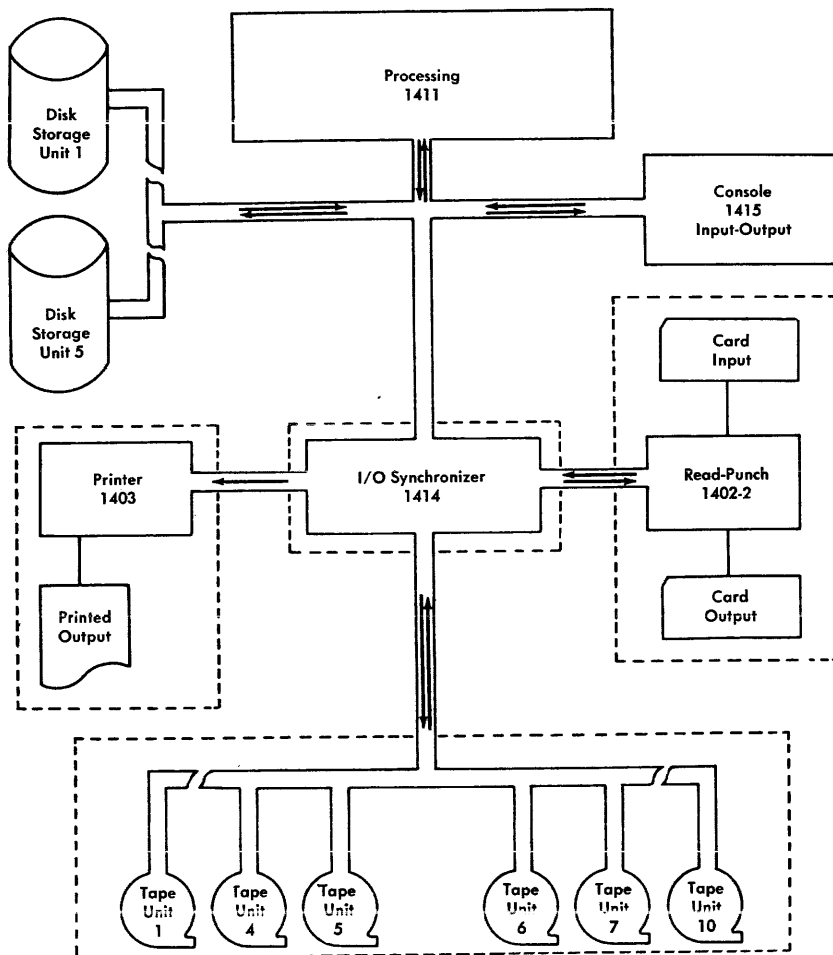 Processing
1411
Disk
Storage
Unit 1
Console
1415
Input-Output
Disk
Storage
Unit 5
Card
Input
Printer
1403
I/O Synchronizer
1414
Read-Punch
1402-2
Printed
Output
Card
Output
Tape
Unit
1
Tape
Unit
4
Tape
Unit
5
Tape
Unit
6
Tape
Unit
7
Tape
Unit
10